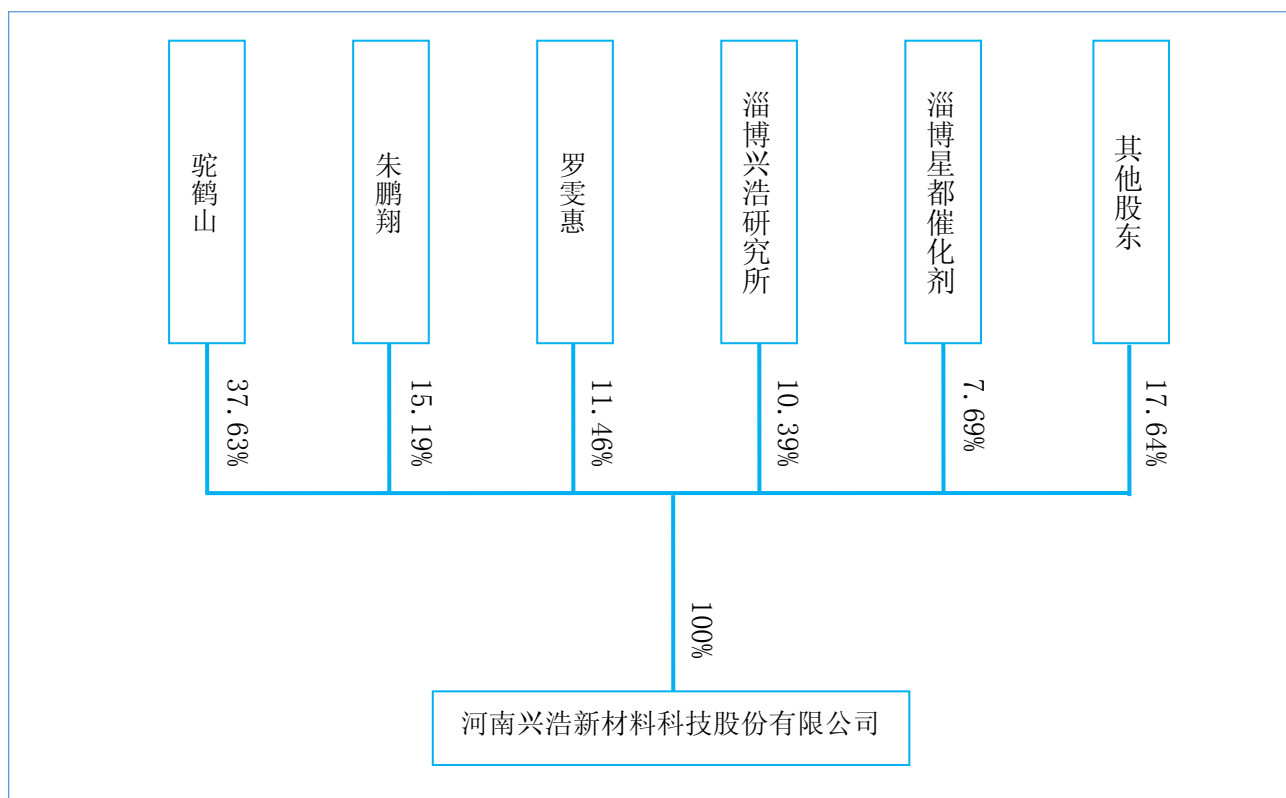 驼鹤山
朱鹏翔
罗雯惠
淄博兴浩研究所
淄博星都催化剂
其他股东
37.63%
15.19%
11.46%
10.39%
7.69%
17.64%
100%
河南兴浩新材料科技股份有限公司